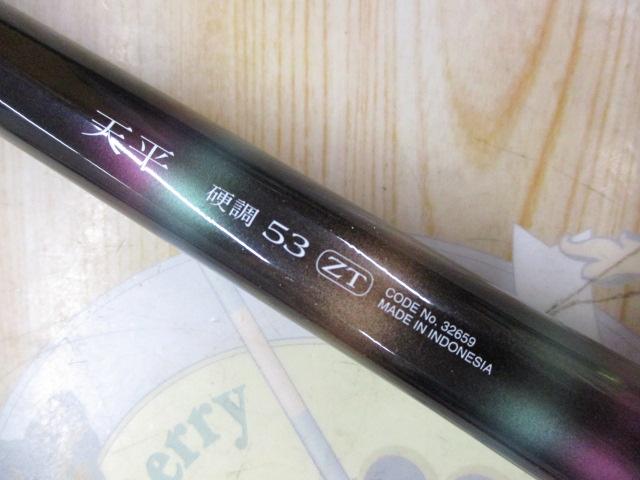 天平 硬調 53 ZT
CODE No. 32659
MADE IN INDONESIA
erry